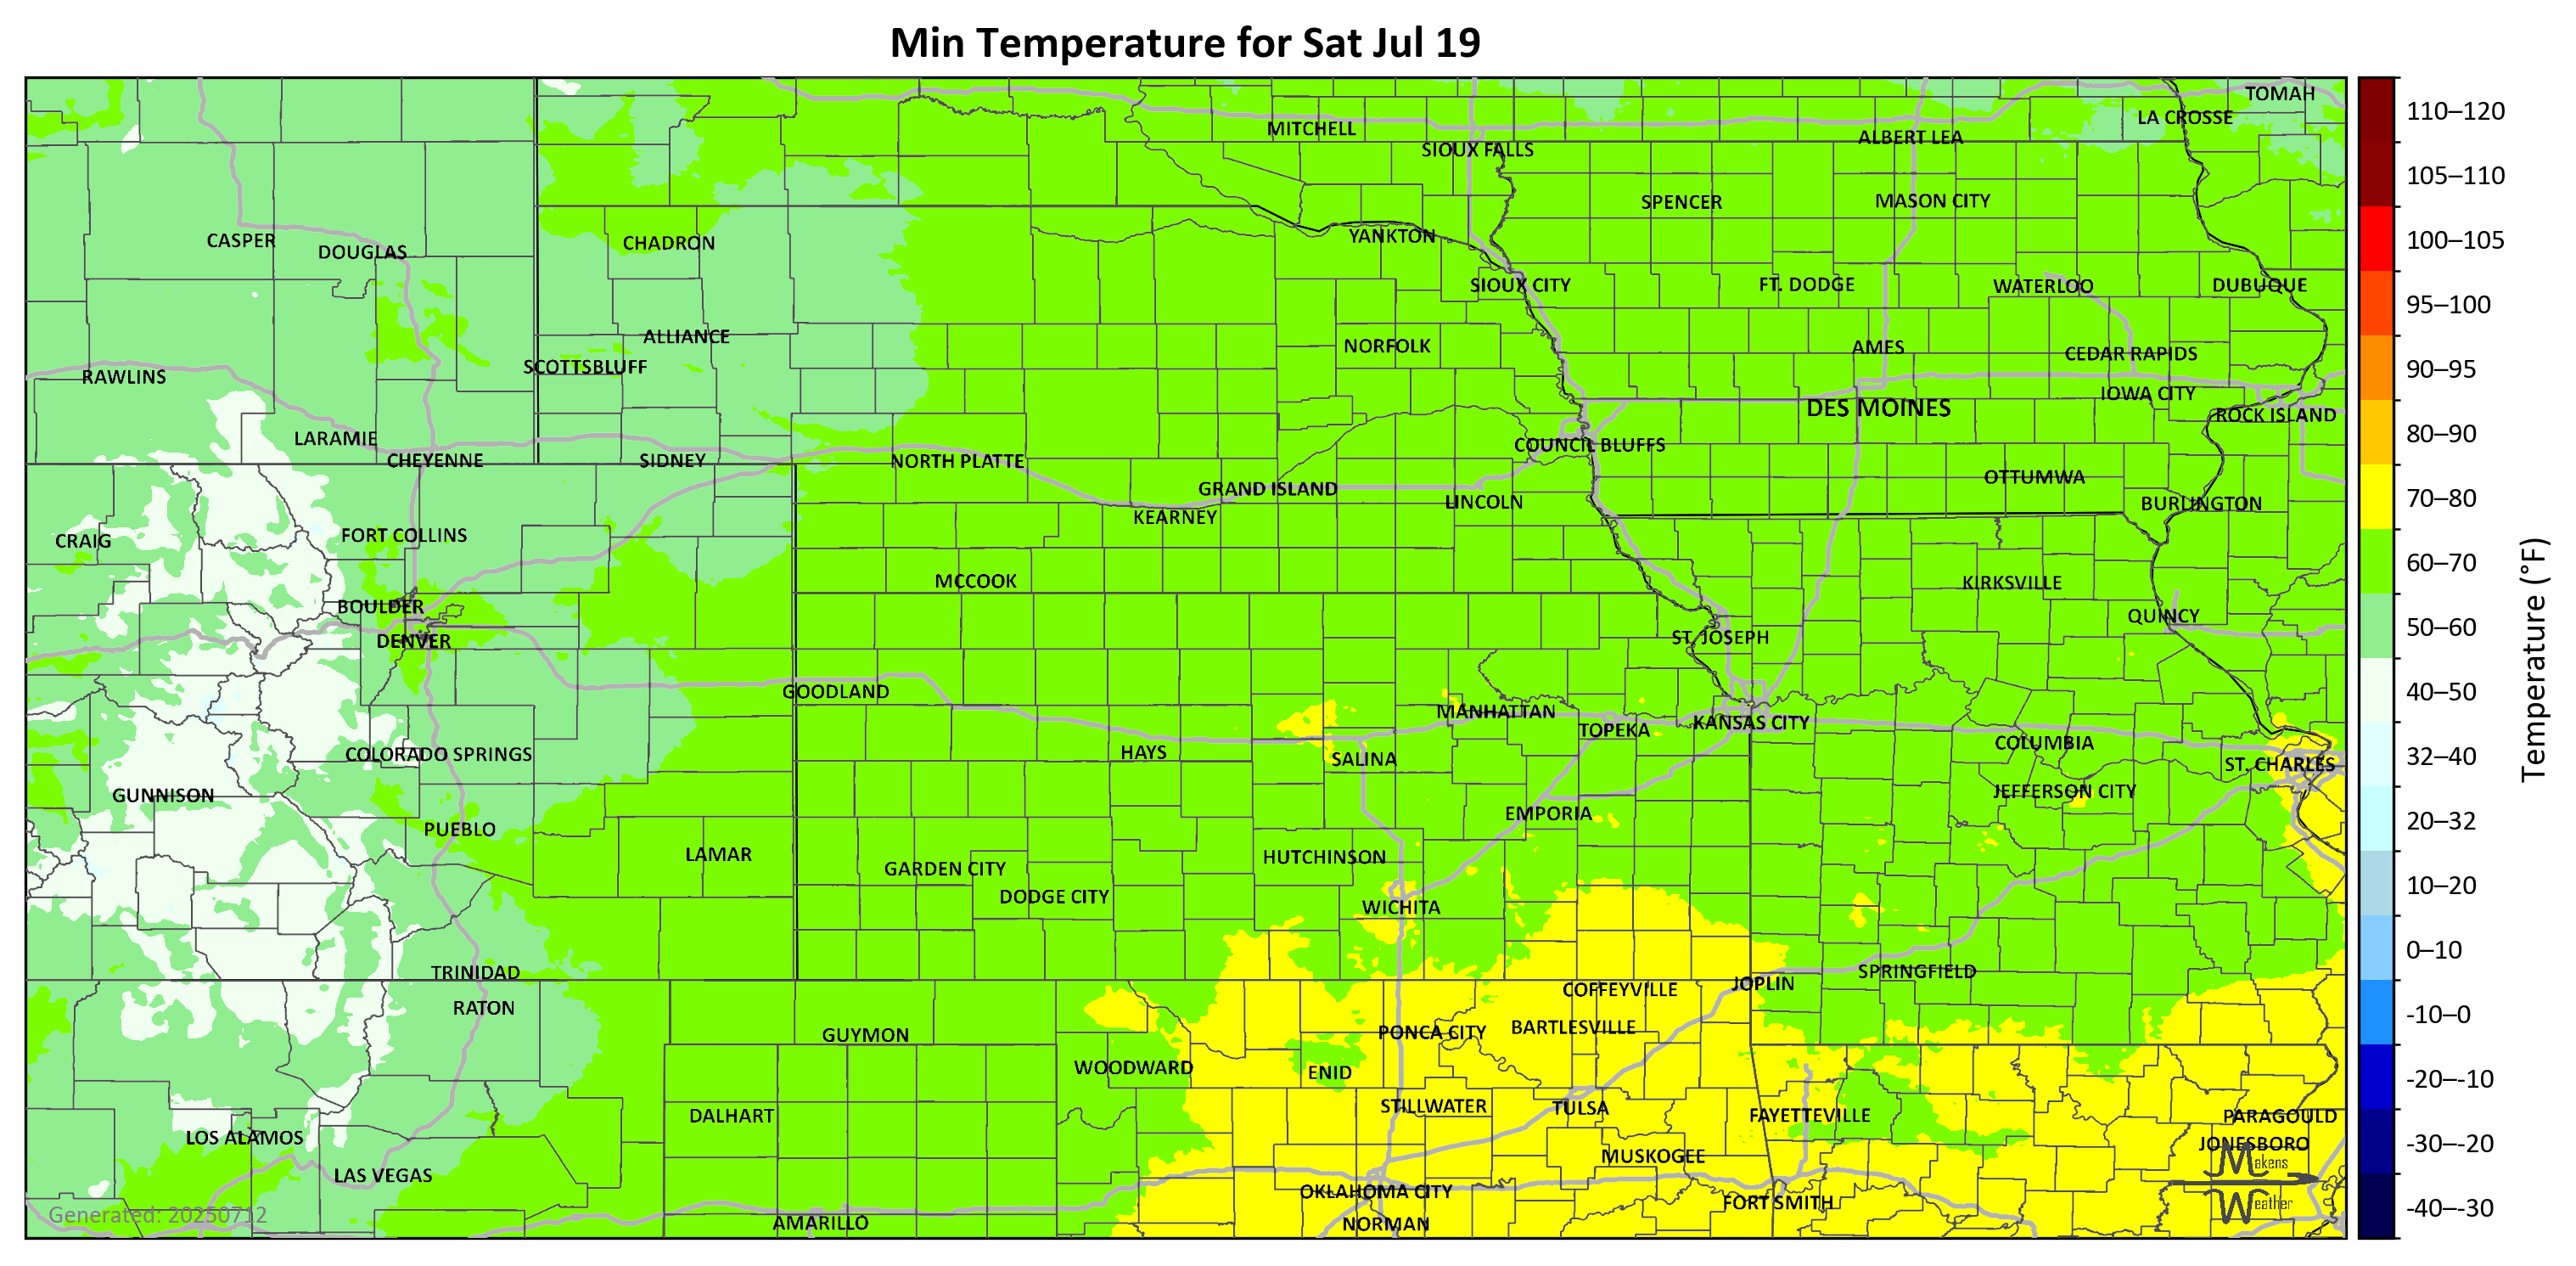 Min Temperature for Sat Jul 19
TOMAH
LA CROSSE
MITCHELL
ALBERT LEA
SIOUX FALLS
SPENCER
MASON CITY
CASPER
DOUGLAS
CHADRON
YANKTON
SIOUX CITY
FT. DODGE
WATERLOO
DUBUQUE
ALLIANCE
NORFOLK
AMES
CEDAR RAPIDS
SCOTTSBLUFF
RAWLINS
IOWA CITY
DES MOINES
ROCK ISLAND
LARAMIE
COUNCIL BLUFFS
CHEYENNE
SIDNEY
NORTH PLATTE
OTTUMWA
GRAND ISLAND
LINCOLN
BURLINGTON
KEARNEY
CRAIG
FORT COLLINS
MCCOOK
KIRKSVILLE
BOULDER
QUINCY
DENVER
ST. JOSEPH
GOODLAND
MANHATTAN
TOPEKA
KANSAS CITY
COLUMBIA
COLORADO SPRINGS
HAYS
SALINA
ST. CHARLES
GUNNISON
JEFFERSON CITY
EMPORIA
PUEBLO
LAMAR
HUTCHINSON
GARDEN CITY
DODGE CITY
WICHITA
TRINIDAD
SPRINGFIELD
JOPLIN
COFFEYVILLE
RATON
BARTLESVILLE
PONCA CITY
GUYMON
WOODWARD
ENID
STILLWATER
TULSA
DALHART
FAYETTEVILLE
PARAGOULD
LOS ALAMOS
JONESBORO
MUSKOGEE
LAS VEGAS
OKLAHOMA CITY
FORT SMITH
AMARILLO
NORMAN
Generated: 20250712
Makens
Weather
110–120
105–110
100–105
95–100
90–95
80–90
70–80
60–70
50–60
40–50
32–40
20–32
10–20
0–10
-10–0
-20–-10
-30–-20
-40–-30
Temperature (°F)